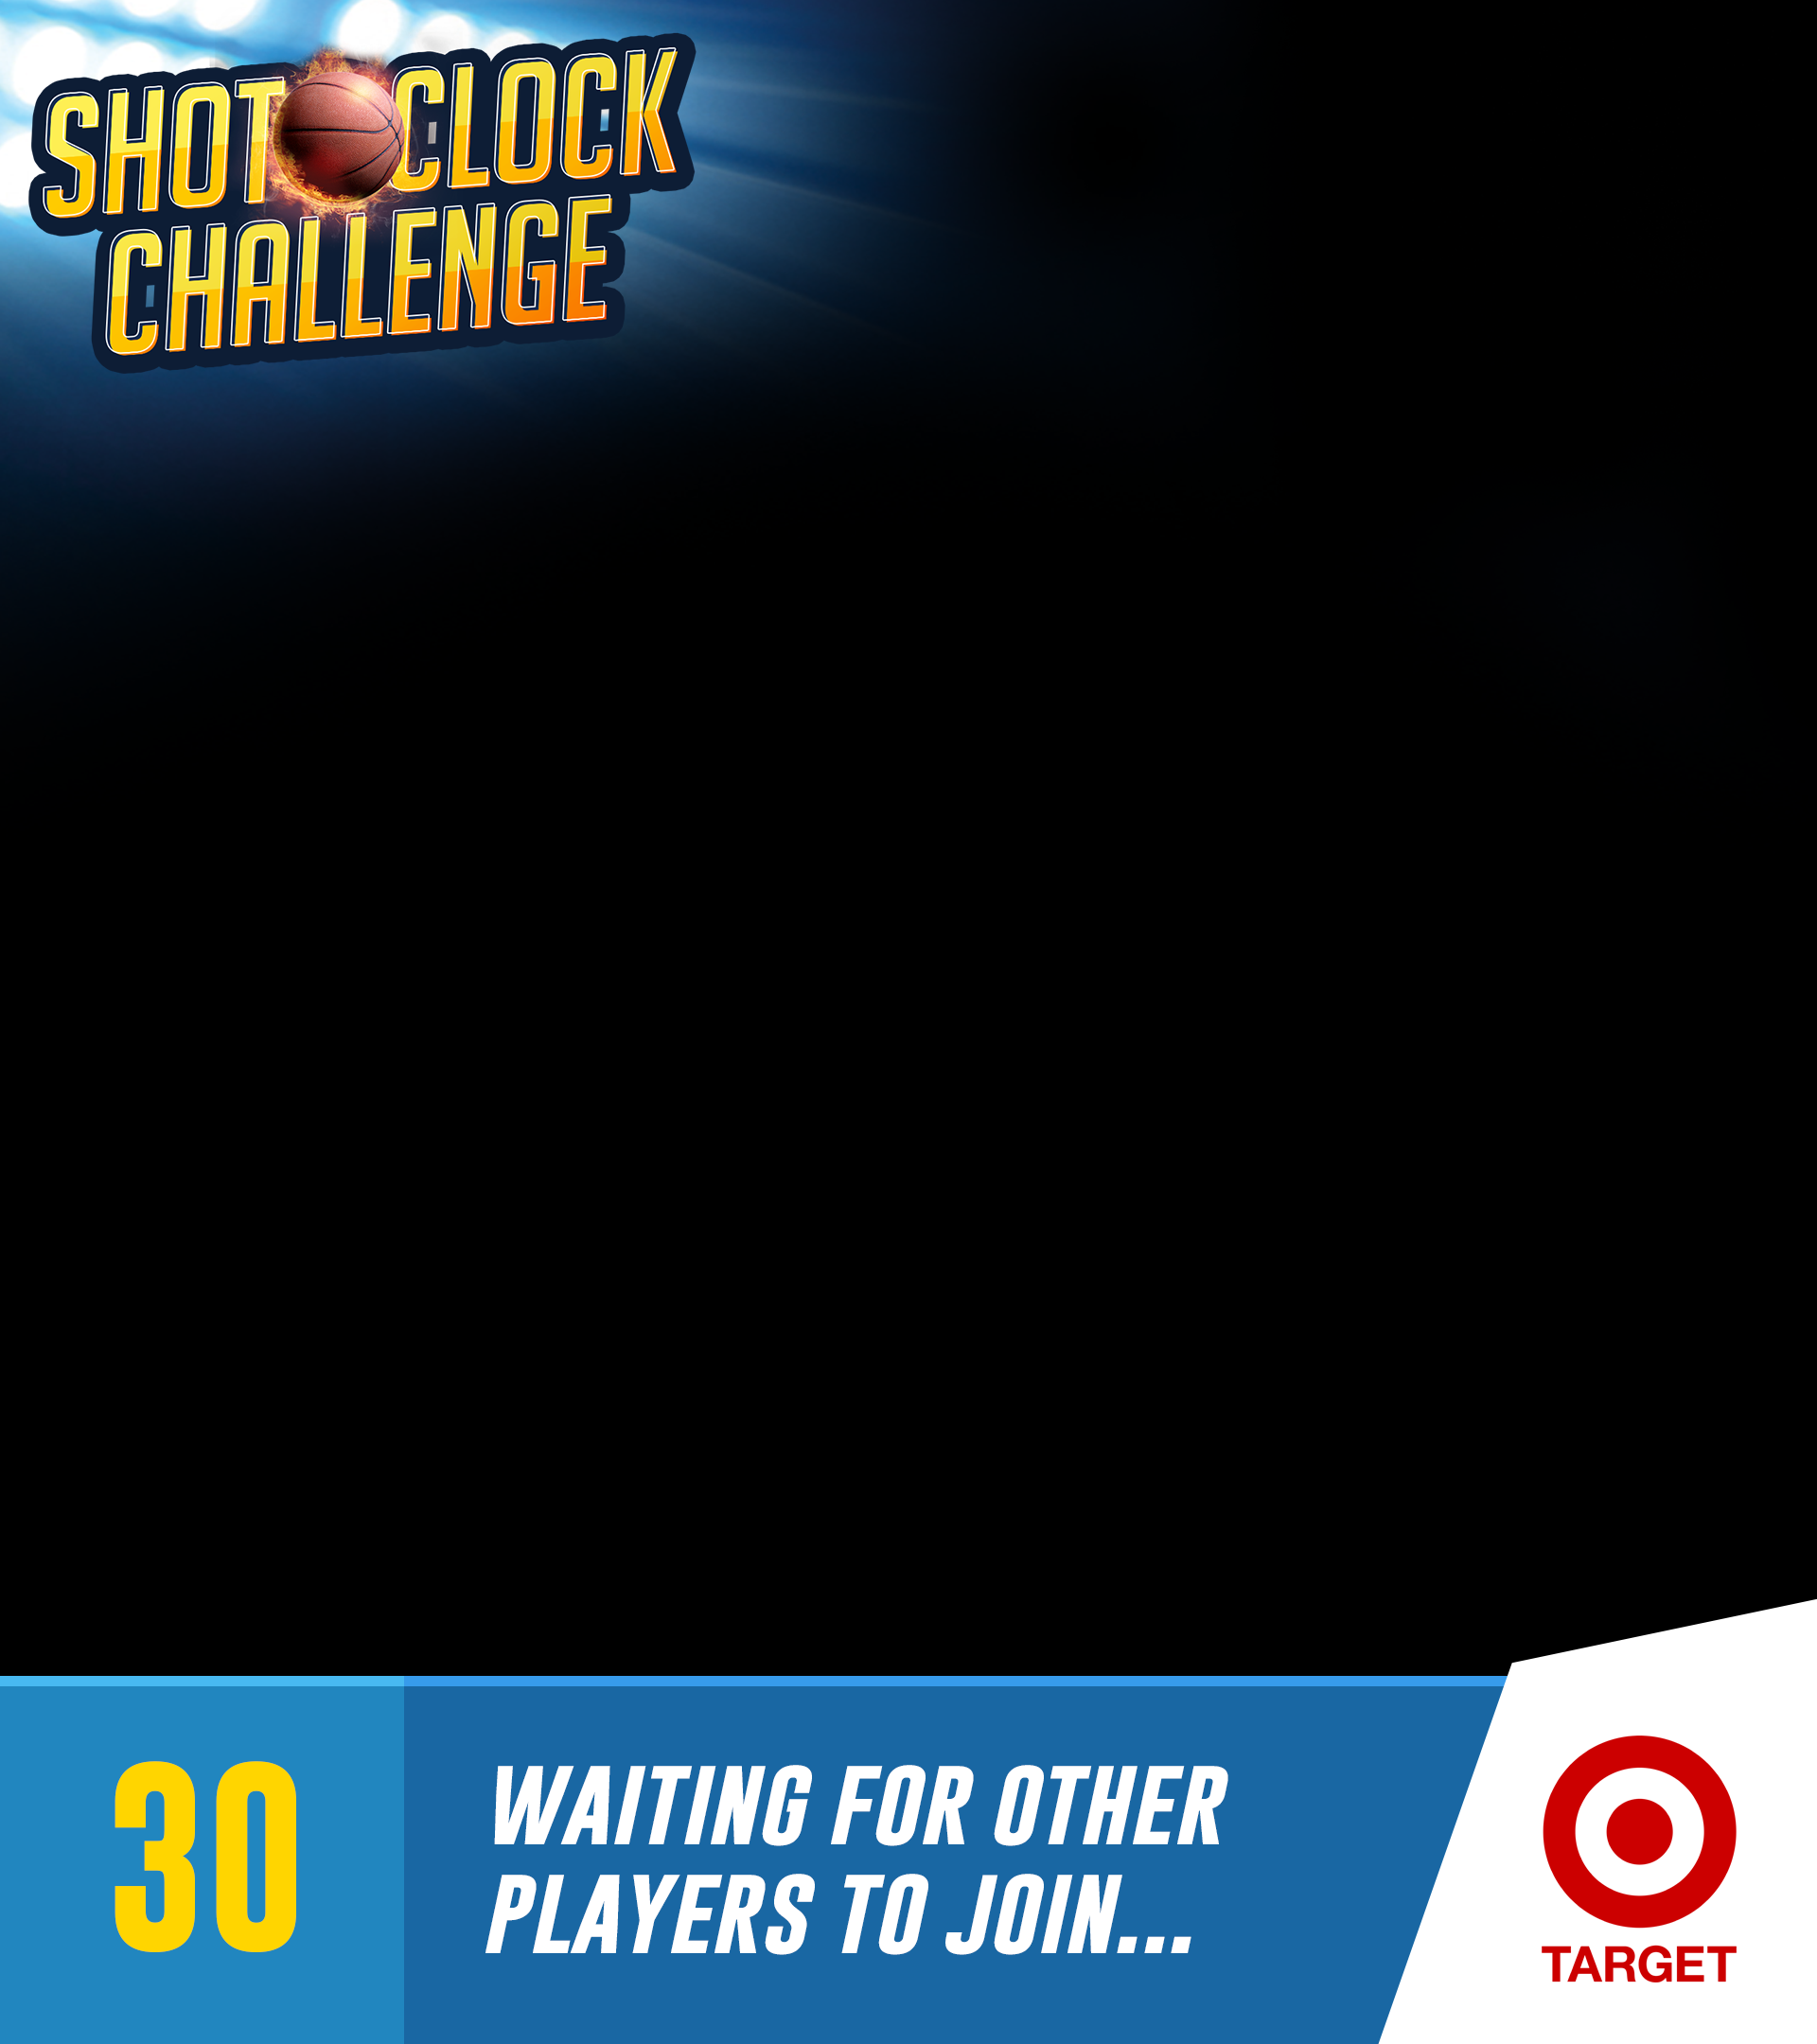 SHOT CLOCK
CHALLENGE
30
WAITING FOR OTHER
PLAYERS TO JOIN...
TARGET